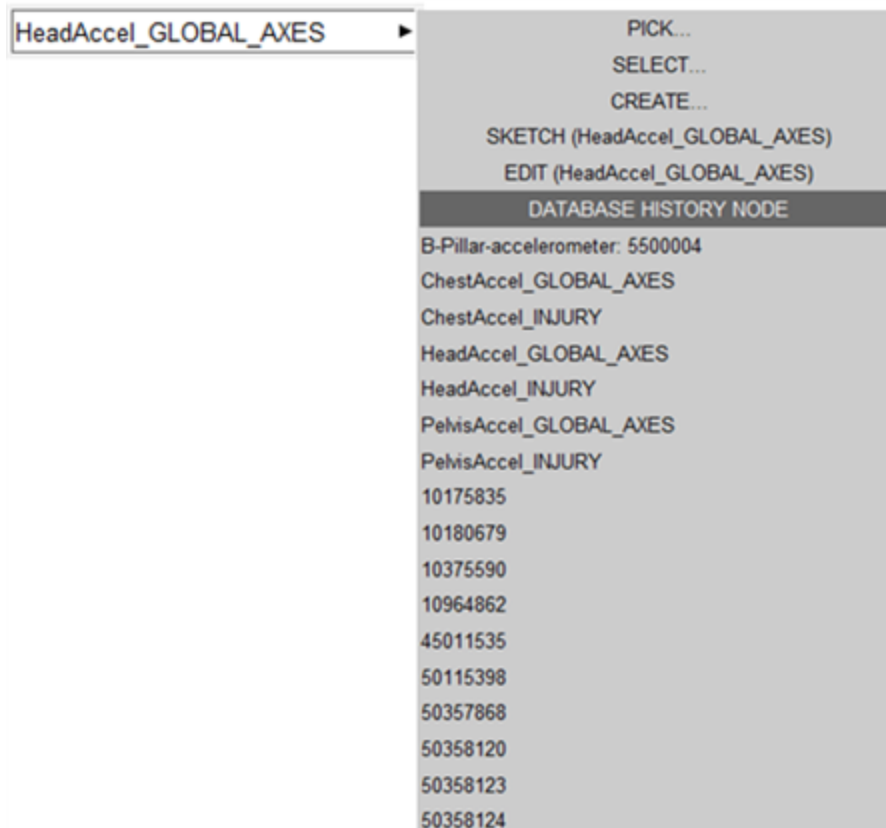 HeadAccel_GLOBAL_AXES
PICK...
SELECT...
CREATE...
SKETCH (HeadAccel_GLOBAL_AXES)
EDIT (HeadAccel_GLOBAL_AXES)
DATABASE HISTORY NODE
B-Pillar-accelerometer: 5500004
ChestAccel_GLOBAL_AXES
ChestAccel_INJURY
HeadAccel_GLOBAL_AXES
HeadAccel_INJURY
PelvisAccel_GLOBAL_AXES
PelvisAccel_INJURY
10175835
10180679
10375590
10964862
45011535
50115398
50357868
50358120
50358123
50358124